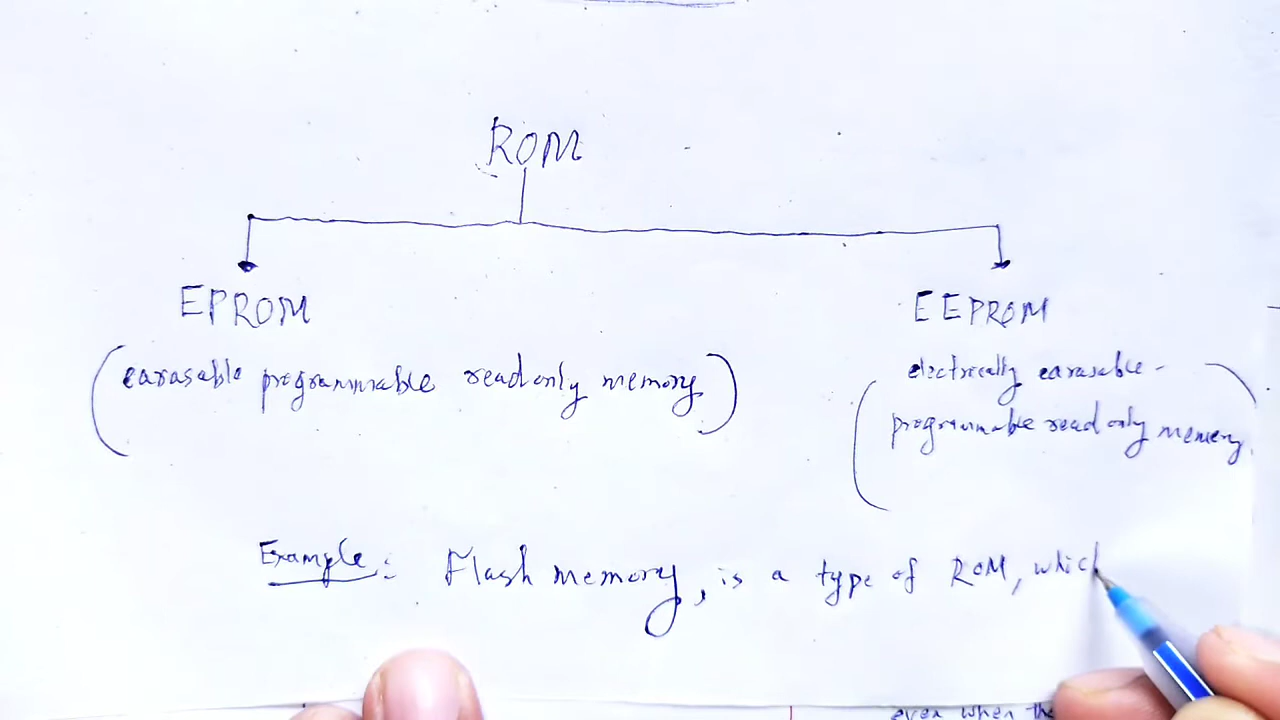 ROM
EPROM
EEPROM
(earasable programmable read only memory)
(electrically earasable-
programmable read only memory
Example: Flash memory, is a type of ROM, which
even when the